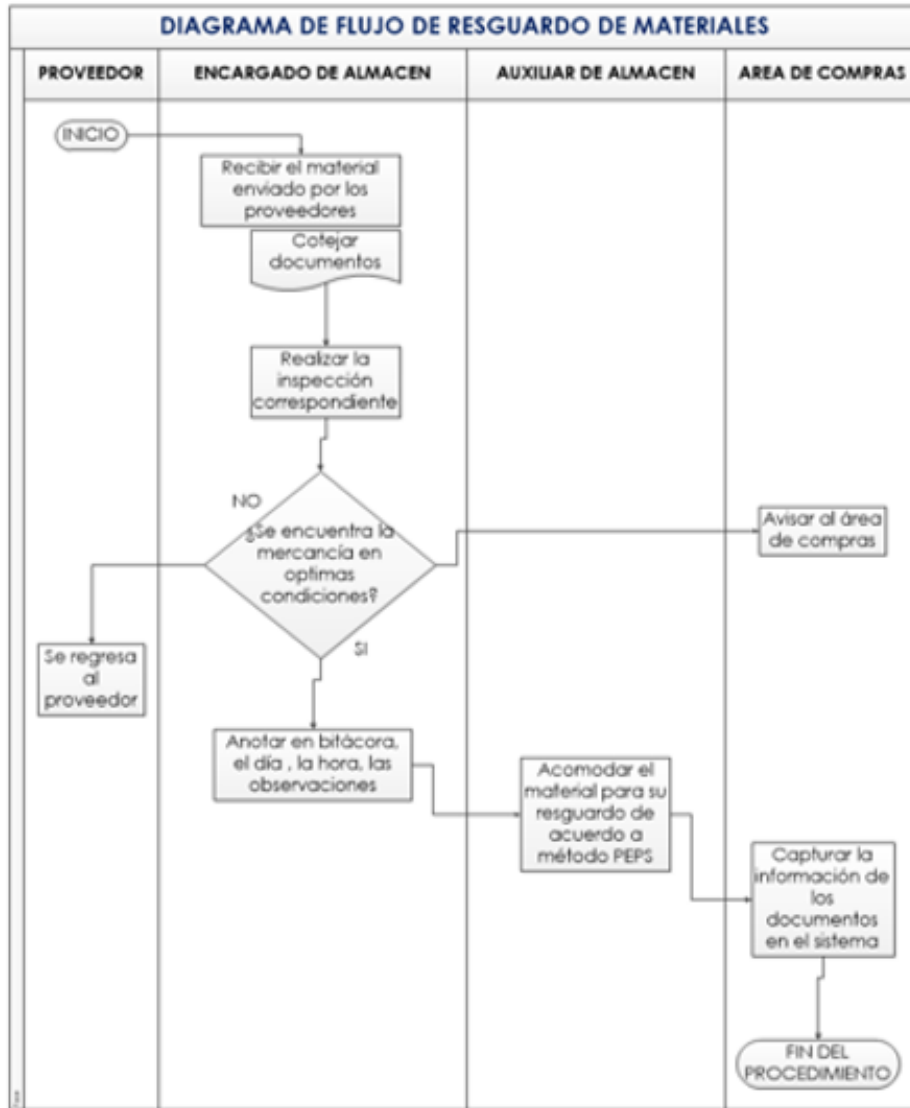 DIAGRAMA DE FLUJO DE RESGUARDO DE MATERIALES
PROVEEDOR
ENCARGADO DE ALMACEN
AUXILIAR DE ALMACEN
AREA DE COMPRAS
INICIO
Recibir el material
enviado por los
proveedores
Cotejar
documentos
Realizar la
inspección
correspondiente
NO
¿Se encuentra la
mercancía en
optimas
condiciones?
Avisar al área
de compras
SI
Se regresa
al
proveedor
Anotar en bitácora,
el día , la hora, las
observaciones
Acomodar el
material para su
resguardo de
acuerdo a
método PEPS
Capturar la
información de
los
documentos
en el sistema
FIN DEL
PROCEDIMIENTO